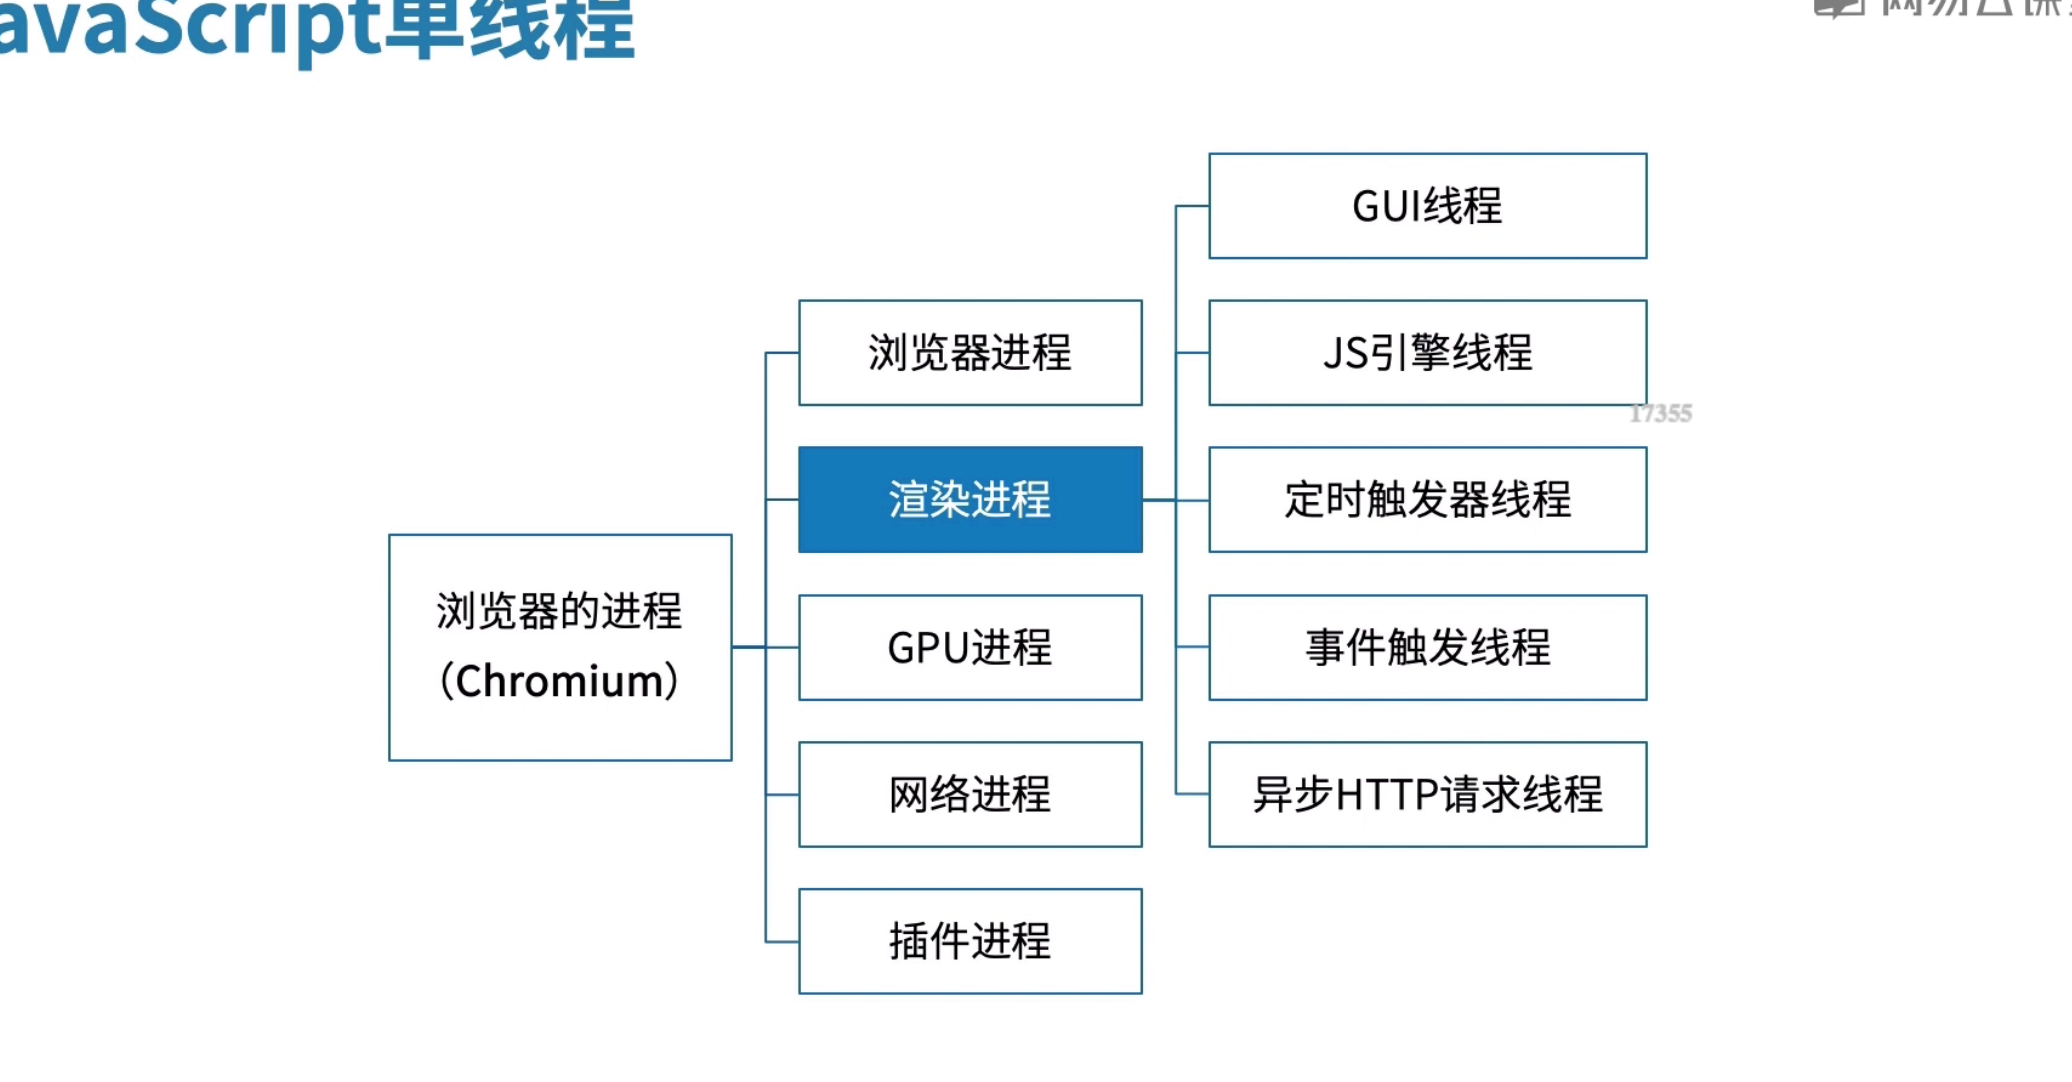 avaScript单线程
网易云课
GUI线程
浏览器进程
JS引擎线程
17355
渲染进程
定时触发器线程
浏览器的进程
（Chromium）
GPU进程
事件触发线程
网络进程
异步HTTP请求线程
插件进程